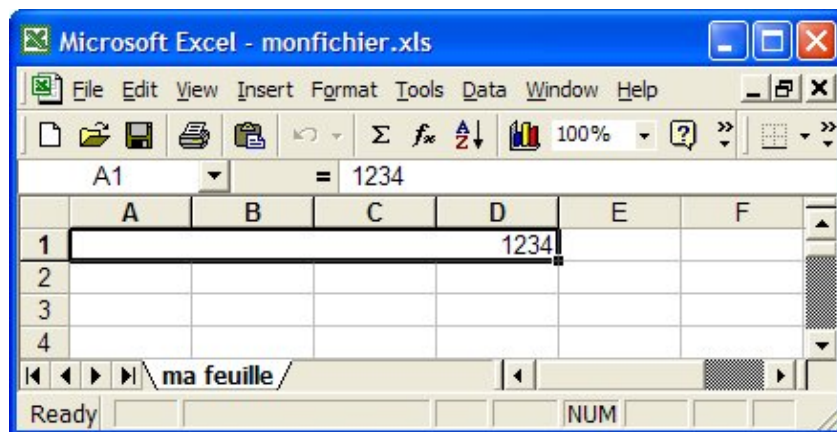 Microsoft Excel - monfichier.xls
File Edit View Insert Format Tools Data Window Help
Σ fx A Z 100% ? » »
A1 = 1234
A B C D E F
1 1234
2
3
4
ma feuille
Ready NUM